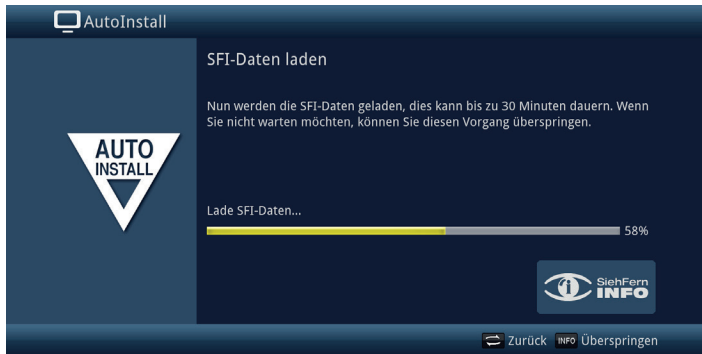 AutoInstall
SFI-Daten laden
Nun werden die SFI-Daten geladen, dies kann bis zu 30 Minuten dauern. Wenn
Sie nicht warten möchten, können Sie diesen Vorgang überspringen.
AUTO
INSTALL
Lade SFI-Daten...
58%
SiehFern
INFO
Zurück INFO Überspringen